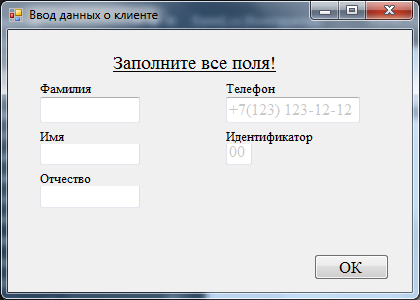 Ввод данных о клиенте
Заполните все поля!
Фамилия
Телефон
+7(123) 123-12-12
Имя
Идентификатор
00
Отчество
OK